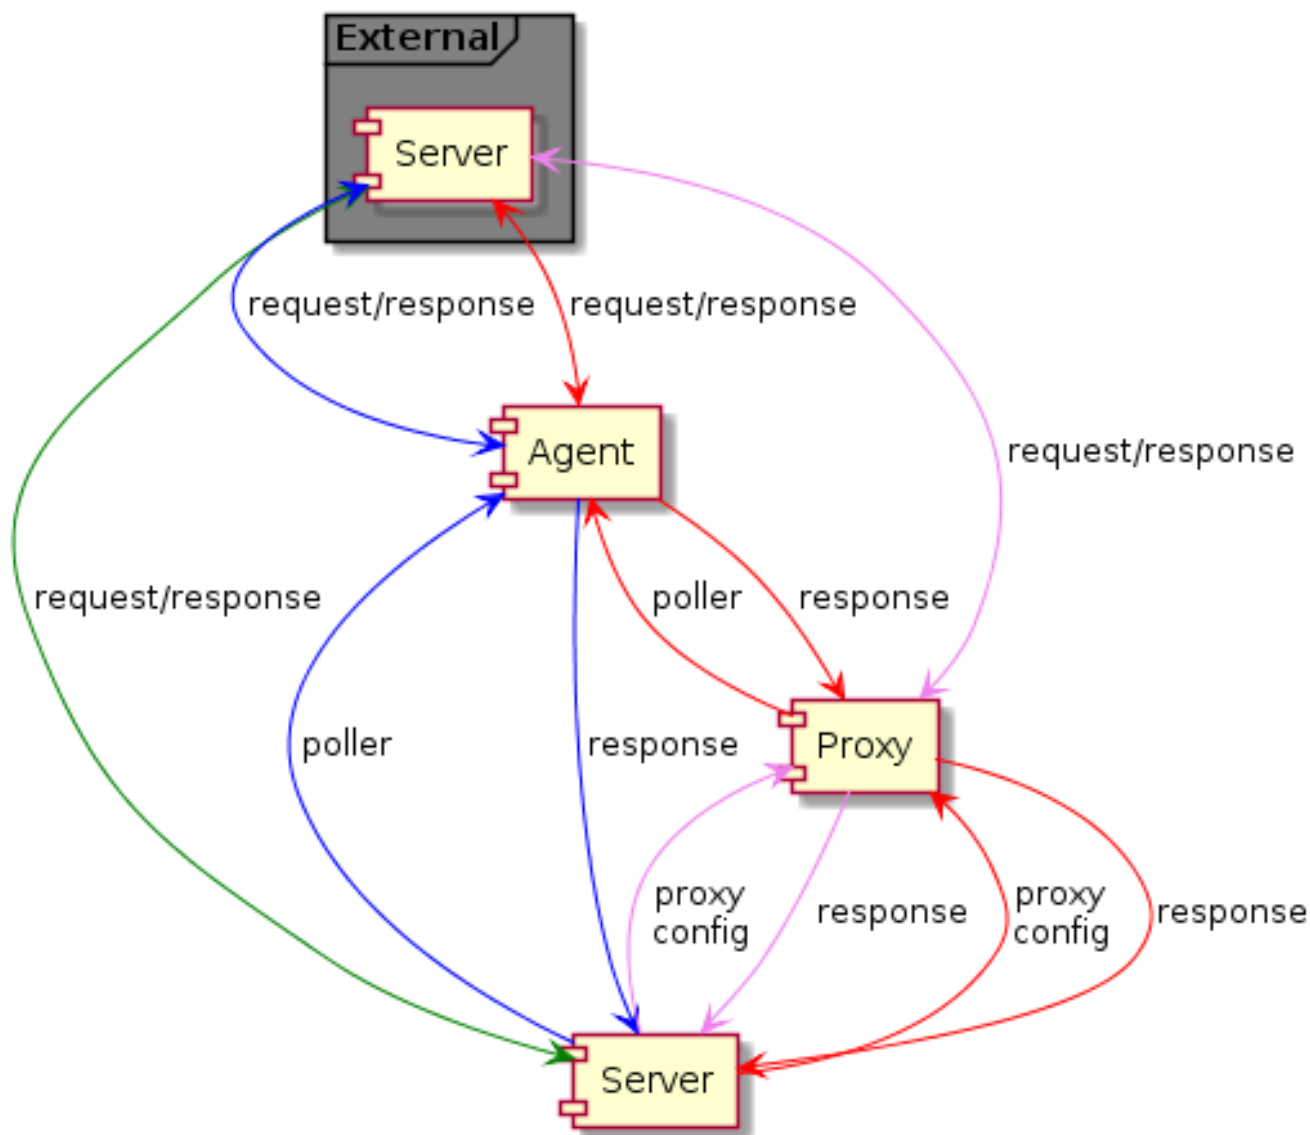 External
Server
request/response
request/response
Agent
request/response
request/response
poller
response
Proxy
poller
response
proxy
config
response
proxy
config
response
Server